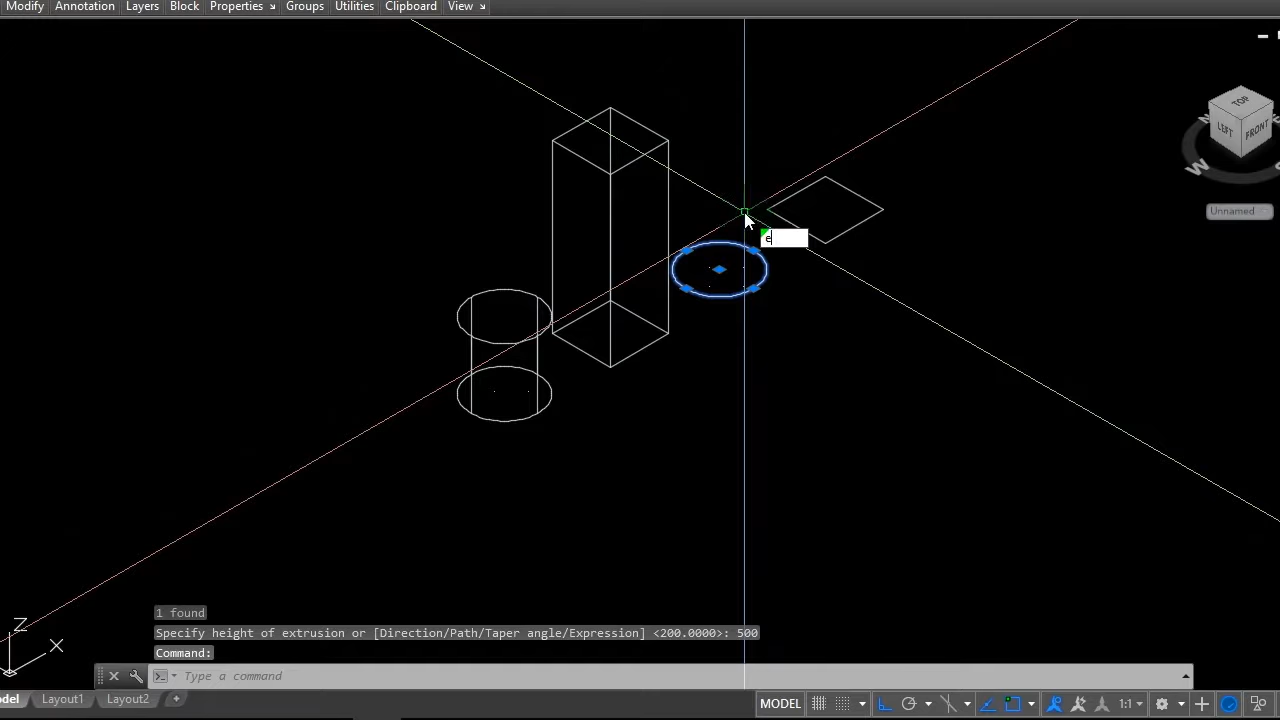 Modify Annotation Layers Block Properties Groups Utilities Clipboard View
TOP
LEFT FRONT
W
Unnamed
e
1 found
Specify height of extrusion or [Direction/Path/Taper angle/Expression] <200.0000>: 500
Command:
Type a command
Z
X
odel Layout1 Layout2 +
MODEL 1:1